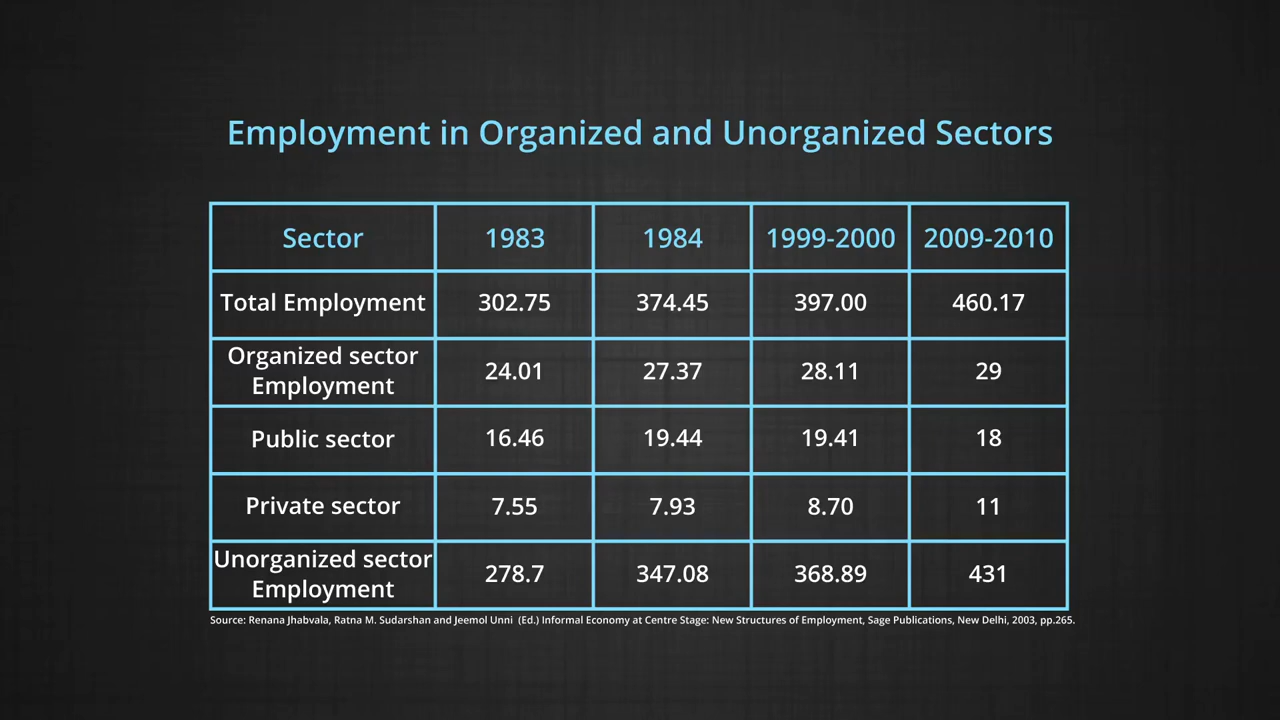 Employment in Organized and Unorganized Sectors
Sector 1983 1984 1999-2000 2009-2010
Total Employment 302.75 374.45 397.00 460.17
Organized sector
Employment 24.01 27.37 28.11 29
Public sector 16.46 19.44 19.41 18
Private sector 7.55 7.93 8.70 11
Unorganized sector
Employment 278.7 347.08 368.89 431
Source: Renana Jhabvala, Ratna M. Sudarshan and Jeemol Unni (Ed.) Informal Economy at Centre Stage: New Structures of Employment, Sage Publications, New Delhi, 2003, pp.265.